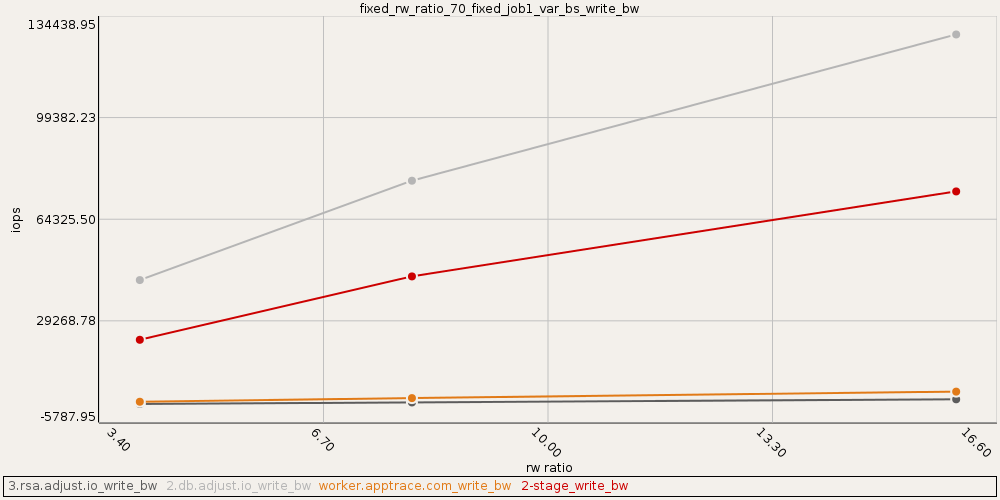 fixed_rw_ratio_70_fixed_job1_var_bs_write_bw
134438.95
99382.23
64325.50
29268.78
-5787.95
iops
3.40 6.70 10.00 13.30 16.60
rw ratio
3.rsa.adjust.io_write_bw 2.db.adjust.io_write_bw worker.apptrace.com_write_bw 2-stage_write_bw